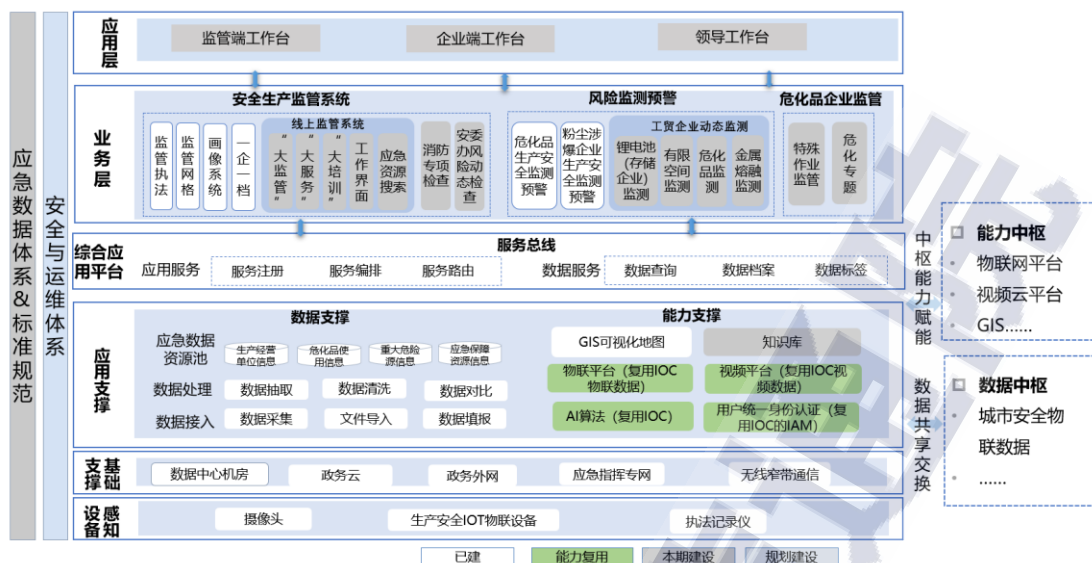 应急数据体系&标准规范
安全与运维体系
应用层
监管端工作台
企业端工作台
领导工作台
业务层
安全生产监管系统
监管执法
监管网格
画像系统
一企一档
线上监管系统
“大监管”
“大服务”
“大培训”
工作界面
应急资源搜索
消防专项检查
安委办风险动态检查
风险监测预警
危化品生产安全监测预警
粉尘涉爆企业生产安全监测预警
工贸企业动态监测
锂电池(存储企业)监测
有限空间监测
危化品监测
金属熔融监测
危化品企业监管
特殊作业监管
危化专题
综合应用平台
服务总线
应用服务
服务注册
服务编排
服务路由
数据服务
数据查询
数据档案
数据标签
应用支撑
数据支撑
应急数据资源池
生产经营单位信息
危化品使用信息
重大危险源信息
应急保障资源信息
数据处理
数据抽取
数据清洗
数据对比
数据接入
数据采集
文件导入
数据填报
能力支撑
GIS可视化地图
知识库
物联平台(复用IOC物联数据)
视频平台(复用IOC视频数据)
AI算法(复用IOC)
用户统一身份认证(复用IOC的IAM)
基础支撑
数据中心机房
政务云
政务外网
应急指挥专网
无线窄带通信
感知设备
摄像头
生产安全IOT物联设备
执法记录仪
已建
能力复用
本期建设
规划建设
中枢能力赋能
能力中枢
物联网平台
视频云平台
GIS......
数据共享交换
数据中枢
城市安全物联数据
......